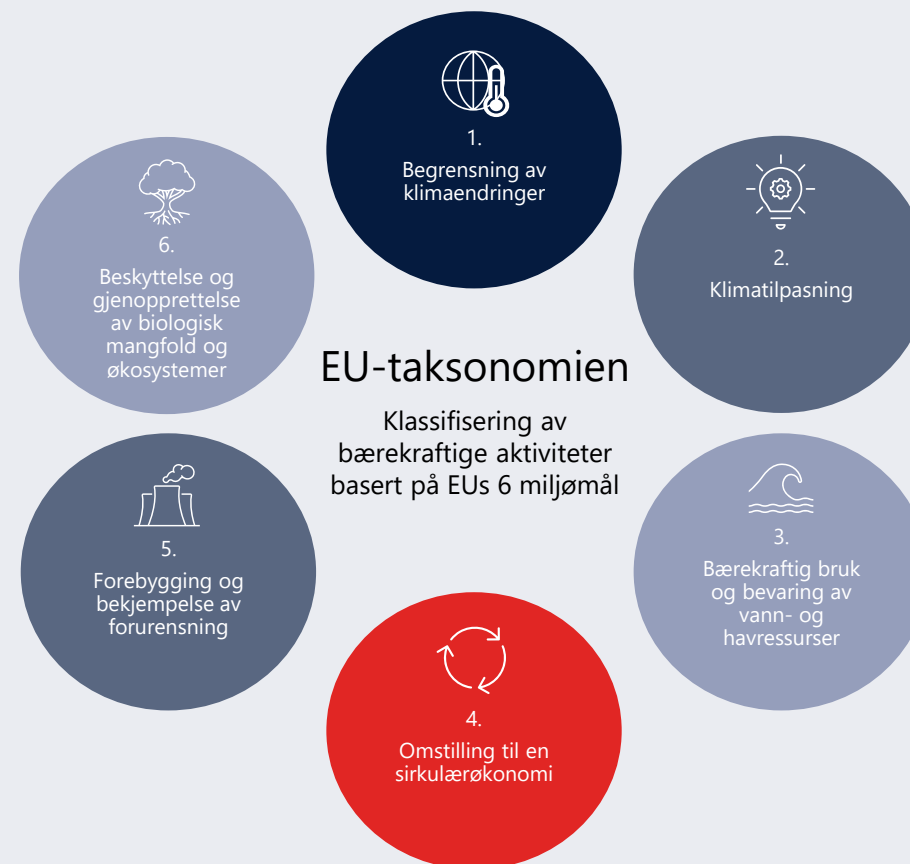 EU-taksonomien
Klassifisering av
bærekraftige aktiviteter
basert på EUs 6 miljømål
1.
Begrensning av
klimaendringer
2.
Klimatilpasning
3.
Bærekraftig bruk
og bevaring av
vann- og
havressurser
4.
Omstilling til en
sirkulærøkonomi
5.
Forebygging og
bekjempelse av
forurensning
6.
Beskyttelse og
gjenopprettelse
av biologisk
mangfold og
økosystemer